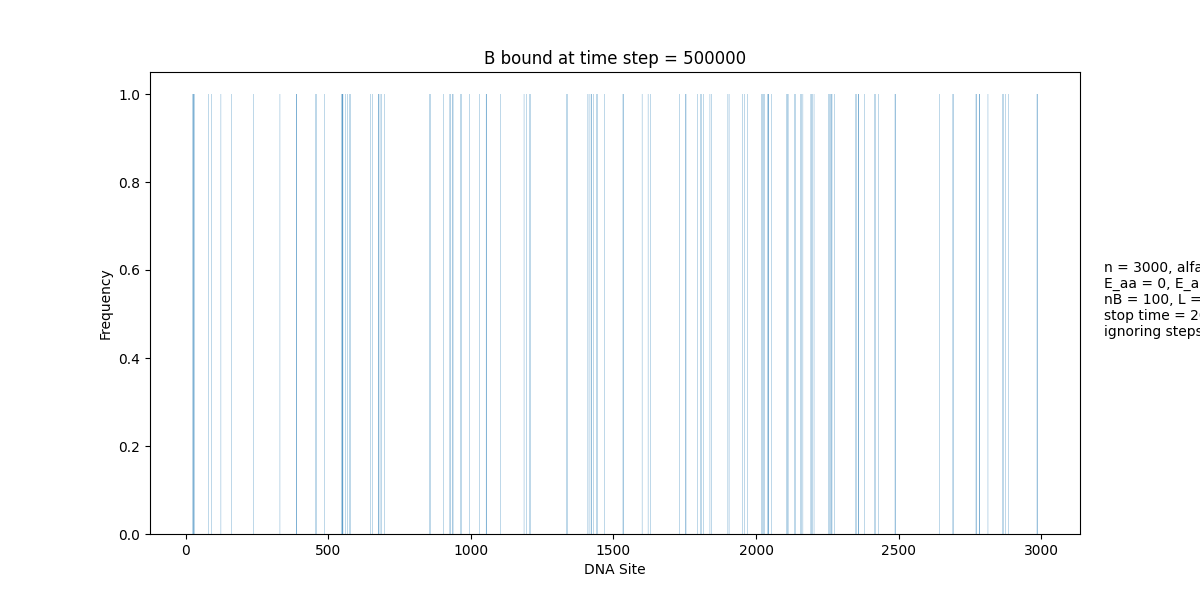 B bound at time step = 500000
1.0
0.8
0.6
0.4
0.2
0.0
Frequency
0 500 1000 1500 2000 2500 3000
DNA Site
n = 3000, alfa
E_aa = 0, E_a
nB = 100, L =
stop time = 2
ignoring steps